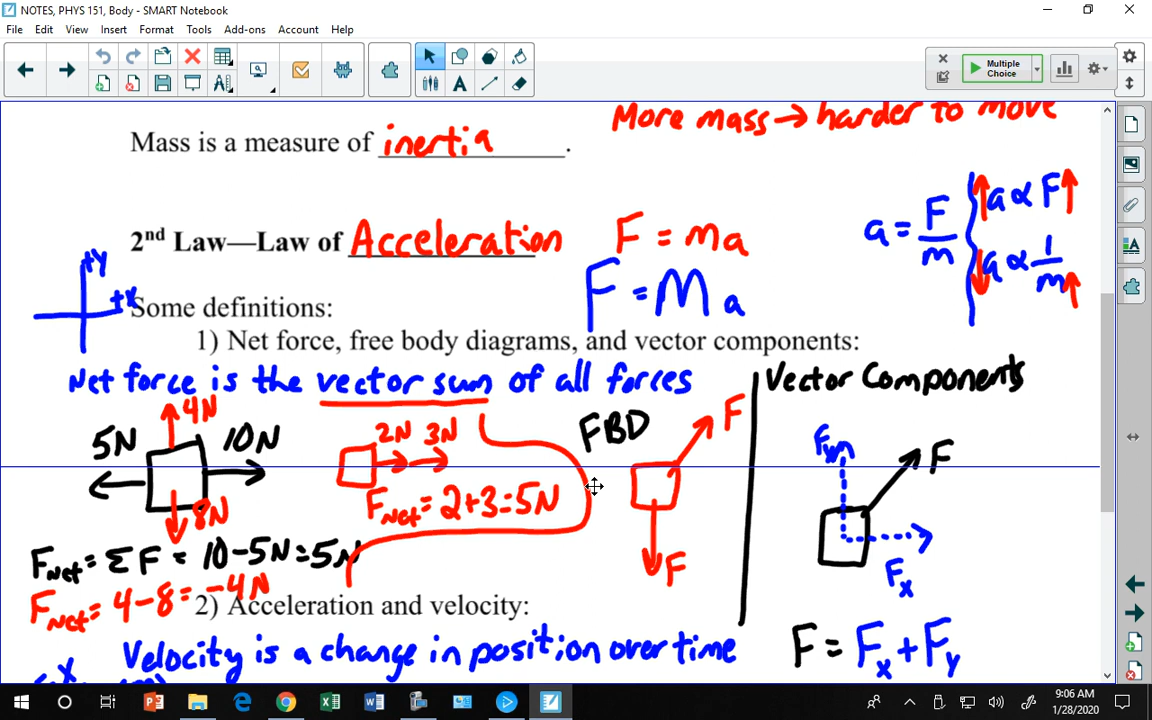 NOTES, PHYS 151, Body - SMART Notebook
File Edit View Insert Format Tools Add-ons Account Help
Multiple
Choice
More mass → harder to move
Mass is a measure of inertia.
2nd Law—Law of Acceleration F = ma
a = F/m
a ∝ F
a ∝ 1/m
F = Ma
+y
+x
Some definitions:
1) Net force, free body diagrams, and vector components:
Net force is the vector sum of all forces
Vector Components
4N
5N 10N
8N
2N 3N
FNet = 2+3=5N
FBD
F
F
F
Fx
FNet = ΣF = 10-5N=5N
FNet = 4-8= -4N
2) Acceleration and velocity:
Velocity is a change in position over time
F = Fx + Fy
9:06 AM
1/28/2020